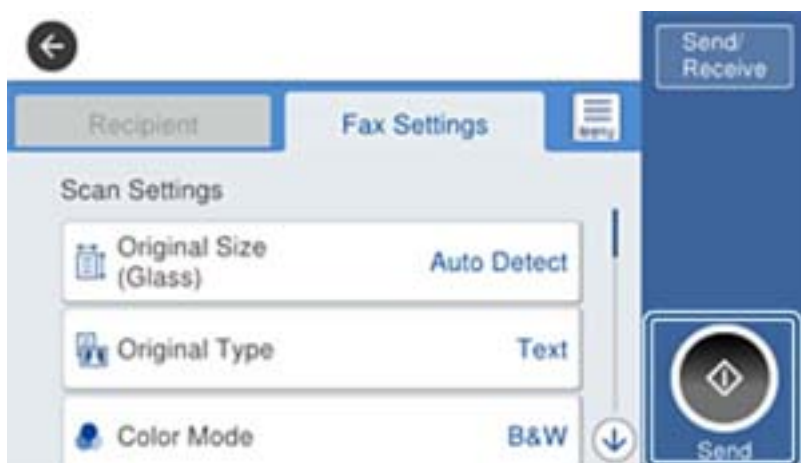 Send/
Receive
Recipient
Fax Settings
Menu
Scan Settings
Original Size
(Glass)
Auto Detect
Original Type
Text
Color Mode
B&W
Send